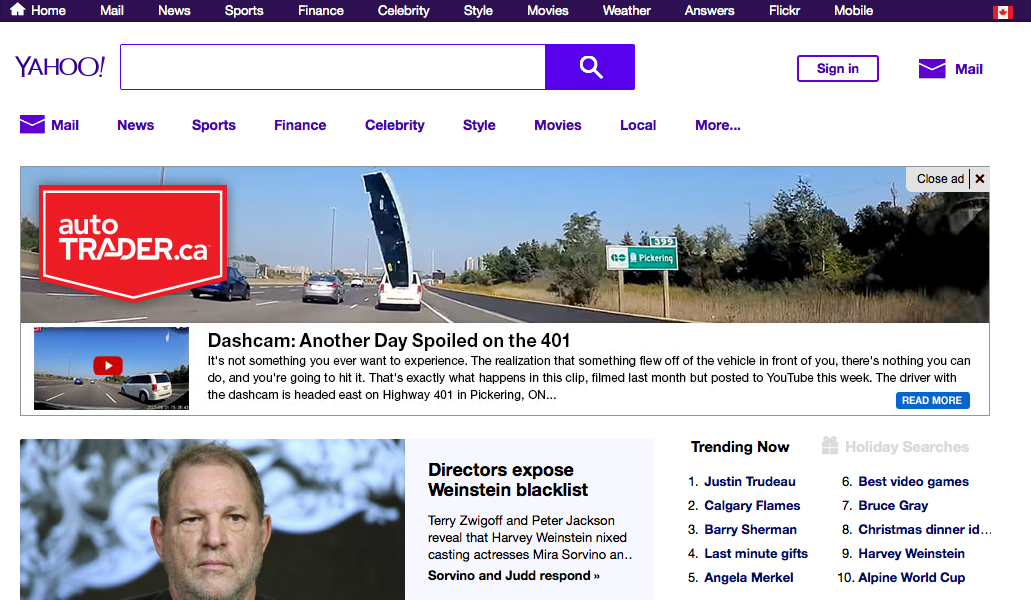 Home Mail News Sports Finance Celebrity Style Movies Weather Answers Flickr Mobile
YAHOO!
Sign in
Mail
Mail News Sports Finance Celebrity Style Movies Local More...
Close ad ×
auto
TRADER.ca
399
GO Pickering
Dashcam: Another Day Spoiled on the 401
It's not something you ever want to experience. The realization that something flew off of the vehicle in front of you, there's nothing you can
do, and you're going to hit it. That's exactly what happens in this clip, filmed last month but posted to YouTube this week. The driver with
the dashcam is headed east on Highway 401 in Pickering, ON...
READ MORE
Directors expose
Weinstein blacklist
Terry Zwigoff and Peter Jackson
reveal that Harvey Weinstein nixed
casting actresses Mira Sorvino an..
Sorvino and Judd respond »
Trending Now
Holiday Searches
1. Justin Trudeau
2. Calgary Flames
3. Barry Sherman
4. Last minute gifts
5. Angela Merkel
6. Best video games
7. Bruce Gray
8. Christmas dinner id...
9. Harvey Weinstein
10. Alpine World Cup